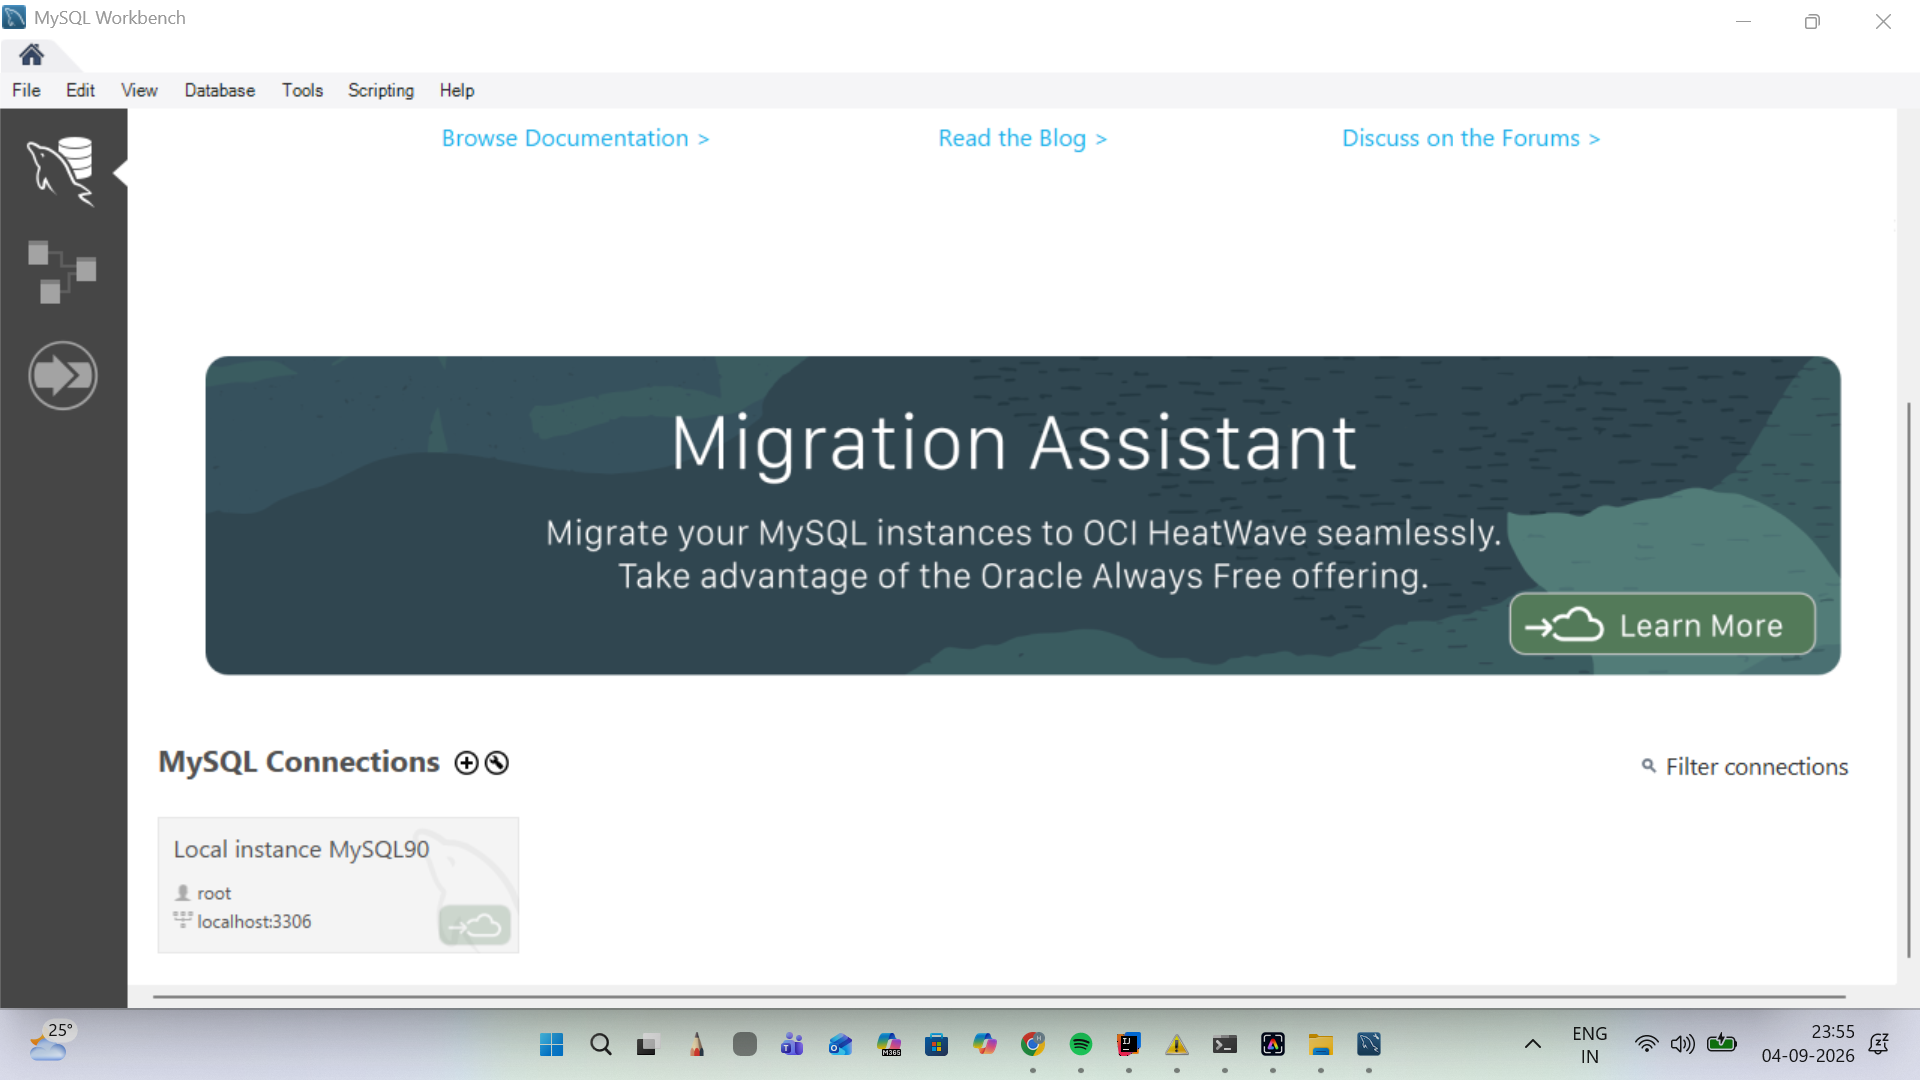 MySQL Workbench
File Edit View Database Tools Scripting Help
Browse Documentation > Read the Blog > Discuss on the Forums >
Migration Assistant
Migrate your MySQL instances to OCI HeatWave seamlessly.
Take advantage of the Oracle Always Free offering.
Learn More
MySQL Connections
Filter connections
Local instance MySQL90
root
localhost:3306
25°
M365
ENG
IN
23:55
04-09-2026